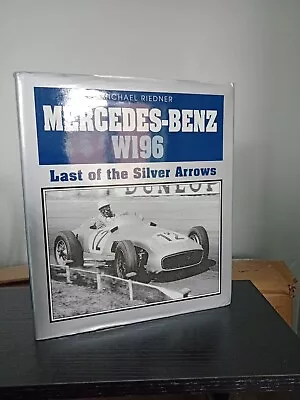 MICHAEL RIEDNER
MERCEDES-BENZ
W196
Last of the Silver Arrows
DUNLOP
12